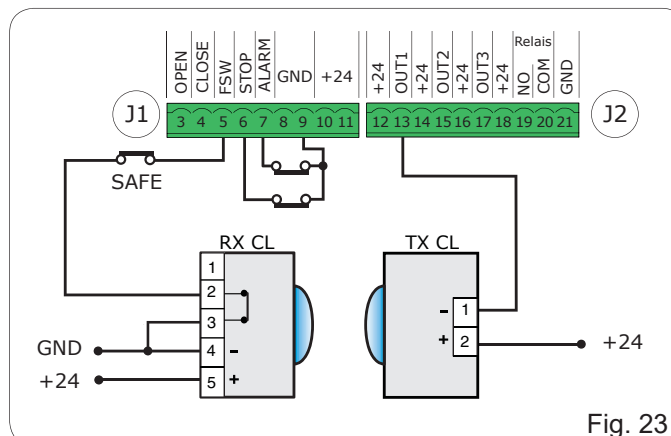 Relais
OPEN CLOSE FSW STOP ALARM GND +24 +24 OUT1 +24 OUT2 +24 OUT3 +24 NO COM GND
J1 3 4 5 6 7 8 9 10 11 12 13 14 15 16 17 18 19 20 21 J2
SAFE
RX CL
TX CL
1
2
3
GND 4 -
+24 5 +
- 1
+ 2 +24
Fig. 23